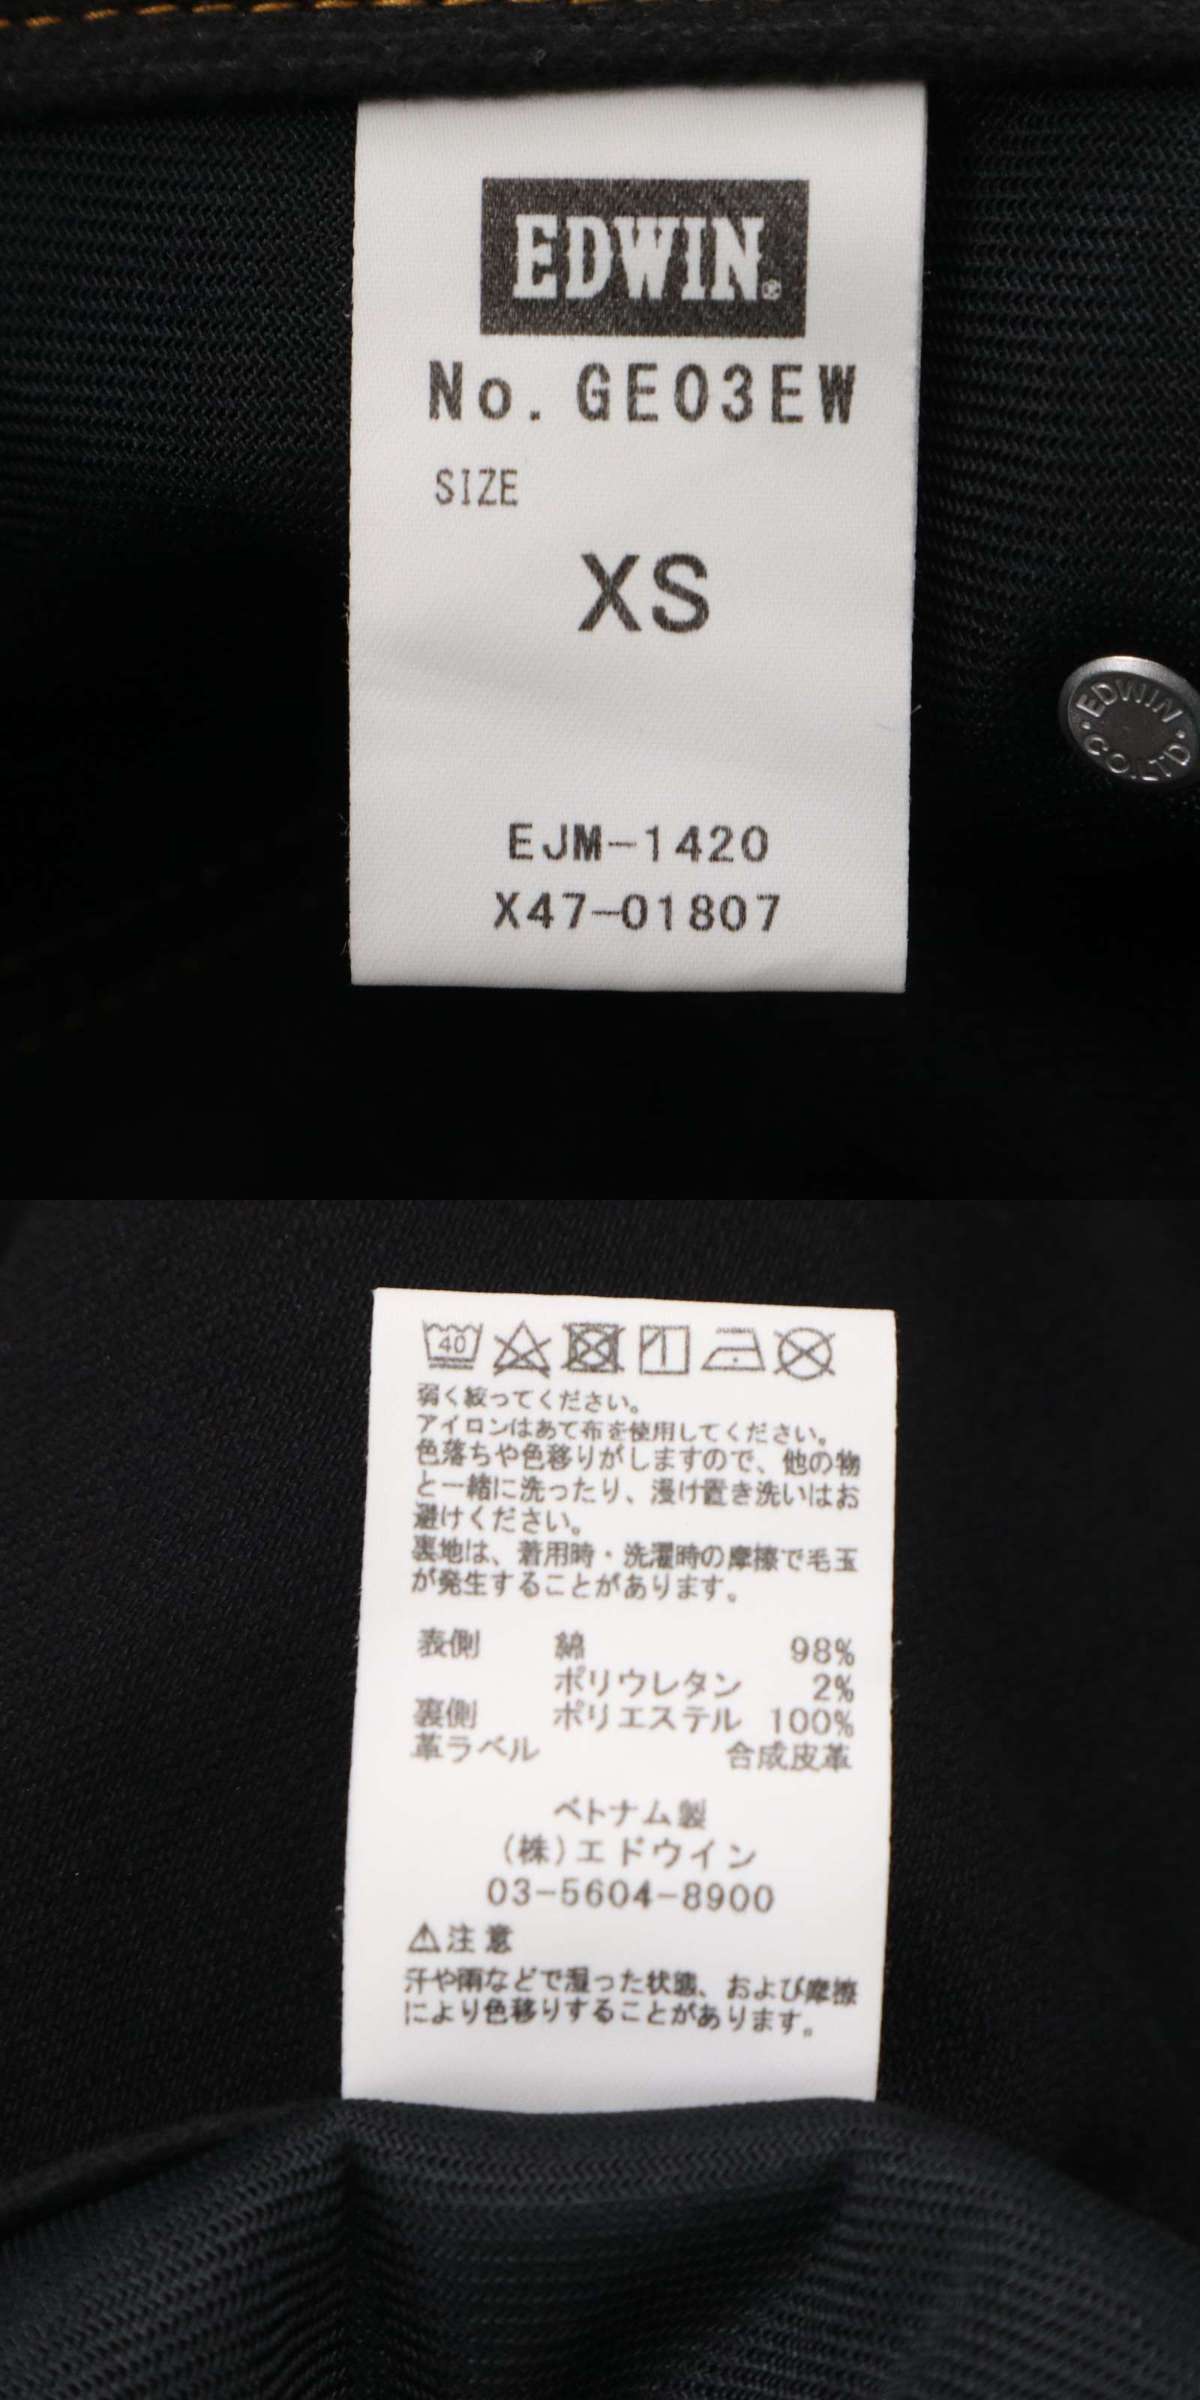 EDWIN®
No. GE03EW
SIZE
XS
EDWIN
CO.LTD
EJM-1420
X47-01807
40
弱く絞ってください。
アイロンはあて布を使用してください。
色落ちや色移りがしますので、他の物
と一緒に洗ったり、漫け置き洗いはお
避けください。
裏地は、着用時・洗濯時の摩擦で毛玉
が発生することがあります。
表側 綿 98%
ポリウレタン 2%
裏側 ポリエステル 100%
革ラベル 合成皮革
ベトナム製
(株)エドウイン
03-5604-8900
⚠注意
汗や雨などで湿った状態、および摩擦
により色移りすることがあります。